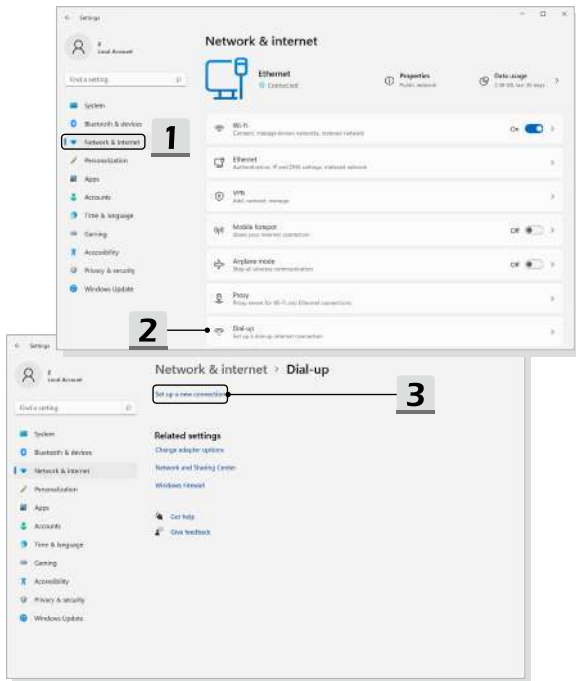 Settings
Local Account
Find a setting
System
Bluetooth & devices
Network & internet
Personalization
Apps
Accounts
Time & language
Gaming
Accessibility
Privacy & security
Windows Update
1
Network & internet
Ethernet
Connected
Properties
Public network
Data usage
Wi-Fi
Connect, manage known networks, metered network
On
Ethernet
Authentication, IP and DNS settings, metered network
VPN
Add, connect, manage
Mobile hotspot
Share your internet connection
Off
Airplane mode
Stop all wireless communication
Off
Proxy
Proxy server for Wi-Fi and Ethernet connections
2
Dial-up
Set up a dial-up internet connection
Settings
Local Account
Find a setting
System
Bluetooth & devices
Network & internet
Personalization
Apps
Accounts
Time & language
Gaming
Accessibility
Privacy & security
Windows Update
Network & internet > Dial-up
Set up a new connection
3
Related settings
Change adapter options
Network and Sharing Center
Windows Firewall
Get help
Give feedback